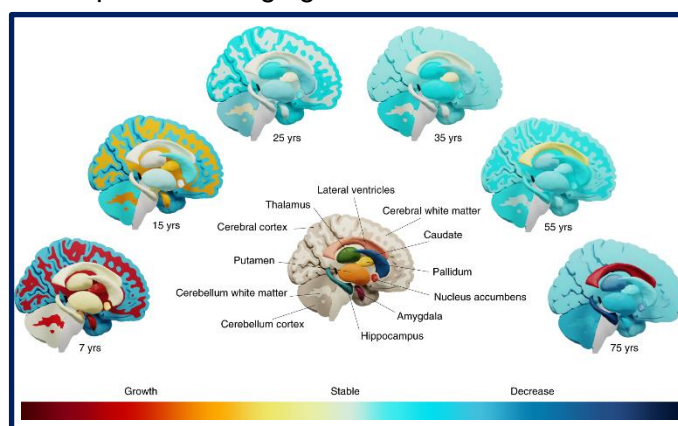 25 yrs
35 yrs
15 yrs
55 yrs
7 yrs
75 yrs
Lateral ventricles
Thalamus
Cerebral white matter
Cerebral cortex
Caudate
Putamen
Pallidum
Cerebellum white matter
Nucleus accumbens
Cerebellum cortex
Amygdala
Hippocampus
Growth Stable Decrease